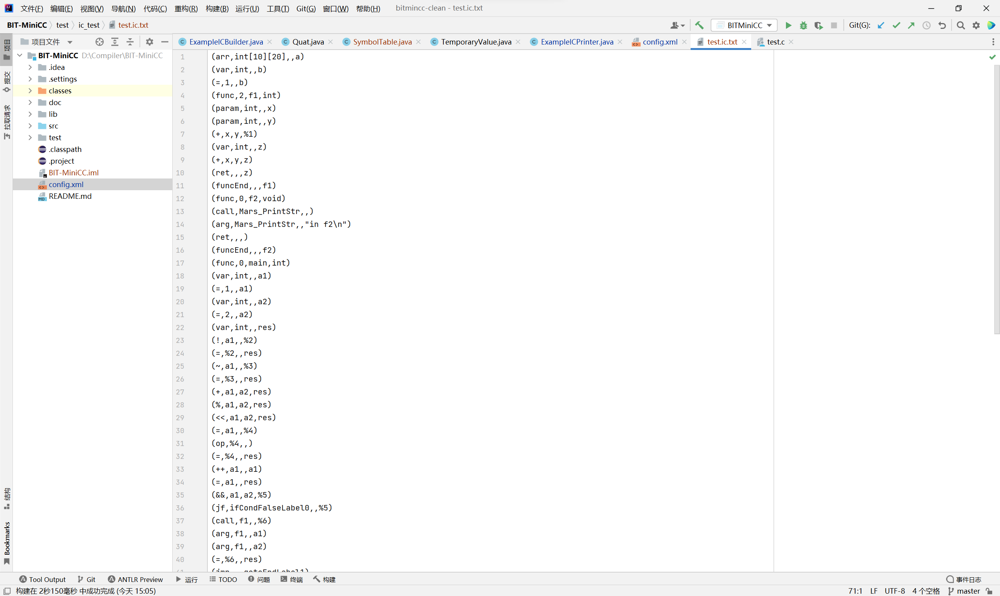 文件(F) 编辑(E) 视图(V) 导航(N) 代码(C) 重构(R) 构建(B) 运行(U) 工具(T) Git(G) 窗口(W) 帮助(H) bitmincc-clean - test.ic.txt
BIT-MiniCC test ic_test test.ic.txt BITMiniCC Git(G):
项目文件 ExampleICBuilder.java Quat.java SymbolTable.java TemporaryValue.java ExampleICPrinter.java config.xml test.ic.txt test.c
项目
提交
拉取请求
结构
Bookmarks
BIT-MiniCC D:\Compiler\BIT-MiniCC
.idea
.settings
classes
doc
lib
src
test
.classpath
.project
BIT-MiniCC.iml
config.xml
README.md
1 (arr,int[10][20],,a)
2 (var,int,,b)
3 (=,1,,b)
4 (func,2,f1,int)
5 (param,int,,x)
6 (param,int,,y)
7 (+,x,y,%1)
8 (var,int,,z)
9 (+,x,y,z)
10 (ret,,,z)
11 (funcEnd,,,f1)
12 (func,0,f2,void)
13 (call,Mars_PrintStr,,)
14 (arg,Mars_PrintStr,,"in f2\n")
15 (ret,,,)
16 (funcEnd,,,f2)
17 (func,0,main,int)
18 (var,int,,a1)
19 (=,1,,a1)
20 (var,int,,a2)
21 (=,2,,a2)
22 (var,int,,res)
23 (!,a1,,%2)
24 (=,%2,,res)
25 (~,a1,,%3)
26 (=,%3,,res)
27 (+,a1,a2,res)
28 (%,a1,a2,res)
29 (<<,a1,a2,res)
30 (=,a1,,%4)
31 (op,%4,,)
32 (=,%4,,res)
33 (++,a1,,a1)
34 (=,a1,,res)
35 (&&,a1,a2,%5)
36 (jf,ifCondFalseLabel0,,%5)
37 (call,f1,,%6)
38 (arg,f1,,a1)
39 (arg,f1,,a2)
40 (=,%6,,res)
Tool Output Git ANTLR Preview 运行 TODO 问题 终端 构建 事件日志
构建在 2秒150毫秒 中成功完成 (今天 15:05) 71:1 LF UTF-8 4 个空格 master